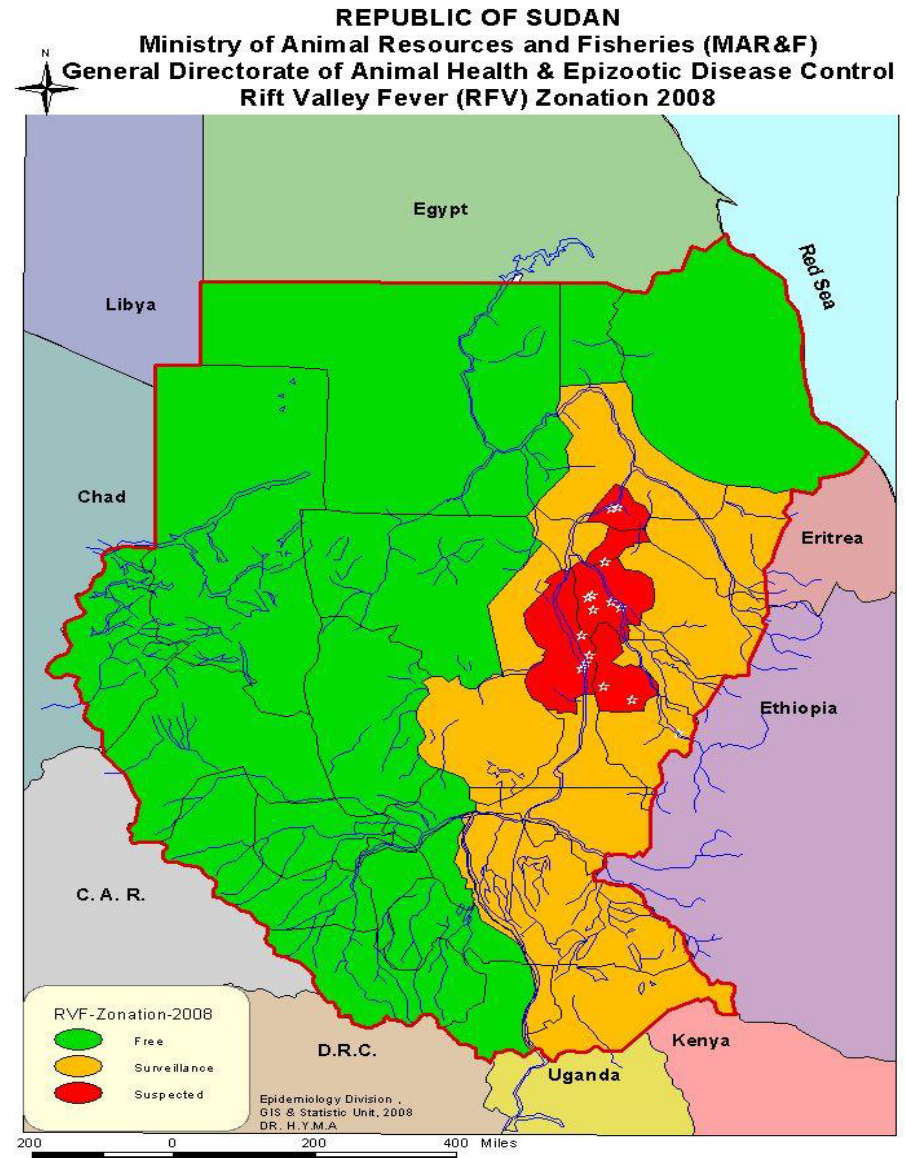 REPUBLIC OF SUDAN
Ministry of Animal Resources and Fisheries (MAR&F)
General Directorate of Animal Health & Epizootic Disease Control
Rift Valley Fever (RFV) Zonation 2008
N
Egypt
Red Sea
Libya
Chad
Eritrea
Ethiopia
C. A. R.
D.R.C.
Uganda
Kenya
RVF-Zonation-2008
Free
Surveillance
Suspected
Epidemiology Division ,
GIS & Statistic Unit, 2008
DR. H.Y.M.A
200 0 200 400 Miles